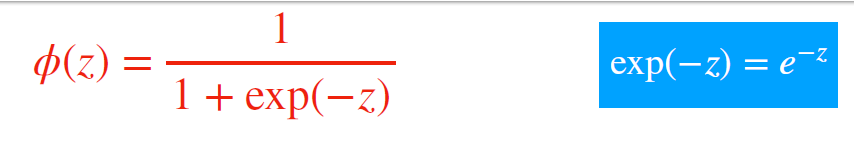 ϕ(z) = 1 / (1 + exp(−z))
exp(−z) = e^{−z}